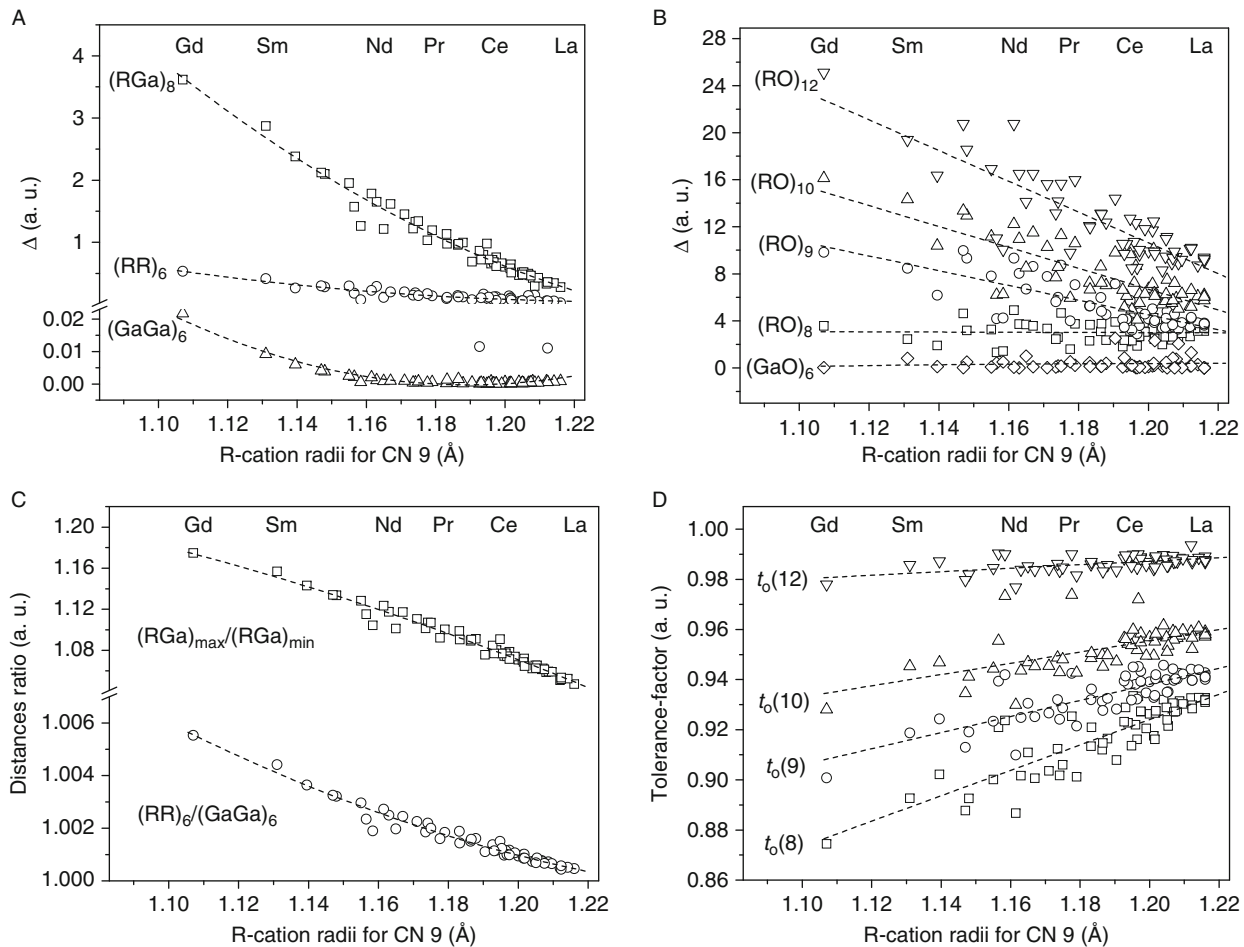 A
Gd Sm Nd Pr Ce La
4
(RGa)8
3
2
1
(RR)6
0.02
(GaGa)6
0.01
0.00
Δ (a. u.)
1.10 1.12 1.14 1.16 1.18 1.20 1.22
R-cation radii for CN 9 (Å)
B
28
Gd Sm Nd Pr Ce La
24
(RO)12
20
16
(RO)10
12
(RO)9
8
4
(RO)8
0
(GaO)6
Δ (a. u.)
1.10 1.12 1.14 1.16 1.18 1.20 1.22
R-cation radii for CN 9 (Å)
C
1.20
Gd Sm Nd Pr Ce La
1.16
1.12
(RGa)max/(RGa)min
1.08
1.006
1.004
(RR)6/(GaGa)6
1.002
1.000
Distances ratio (a. u.)
1.10 1.12 1.14 1.16 1.18 1.20 1.22
R-cation radii for CN 9 (Å)
D
1.00
Gd Sm Nd Pr Ce La
0.98
to(12)
0.96
0.94
to(10)
0.92
to(9)
0.90
0.88
to(8)
0.86
Tolerance-factor (a. u.)
1.10 1.12 1.14 1.16 1.18 1.20 1.22
R-cation radii for CN 9 (Å)